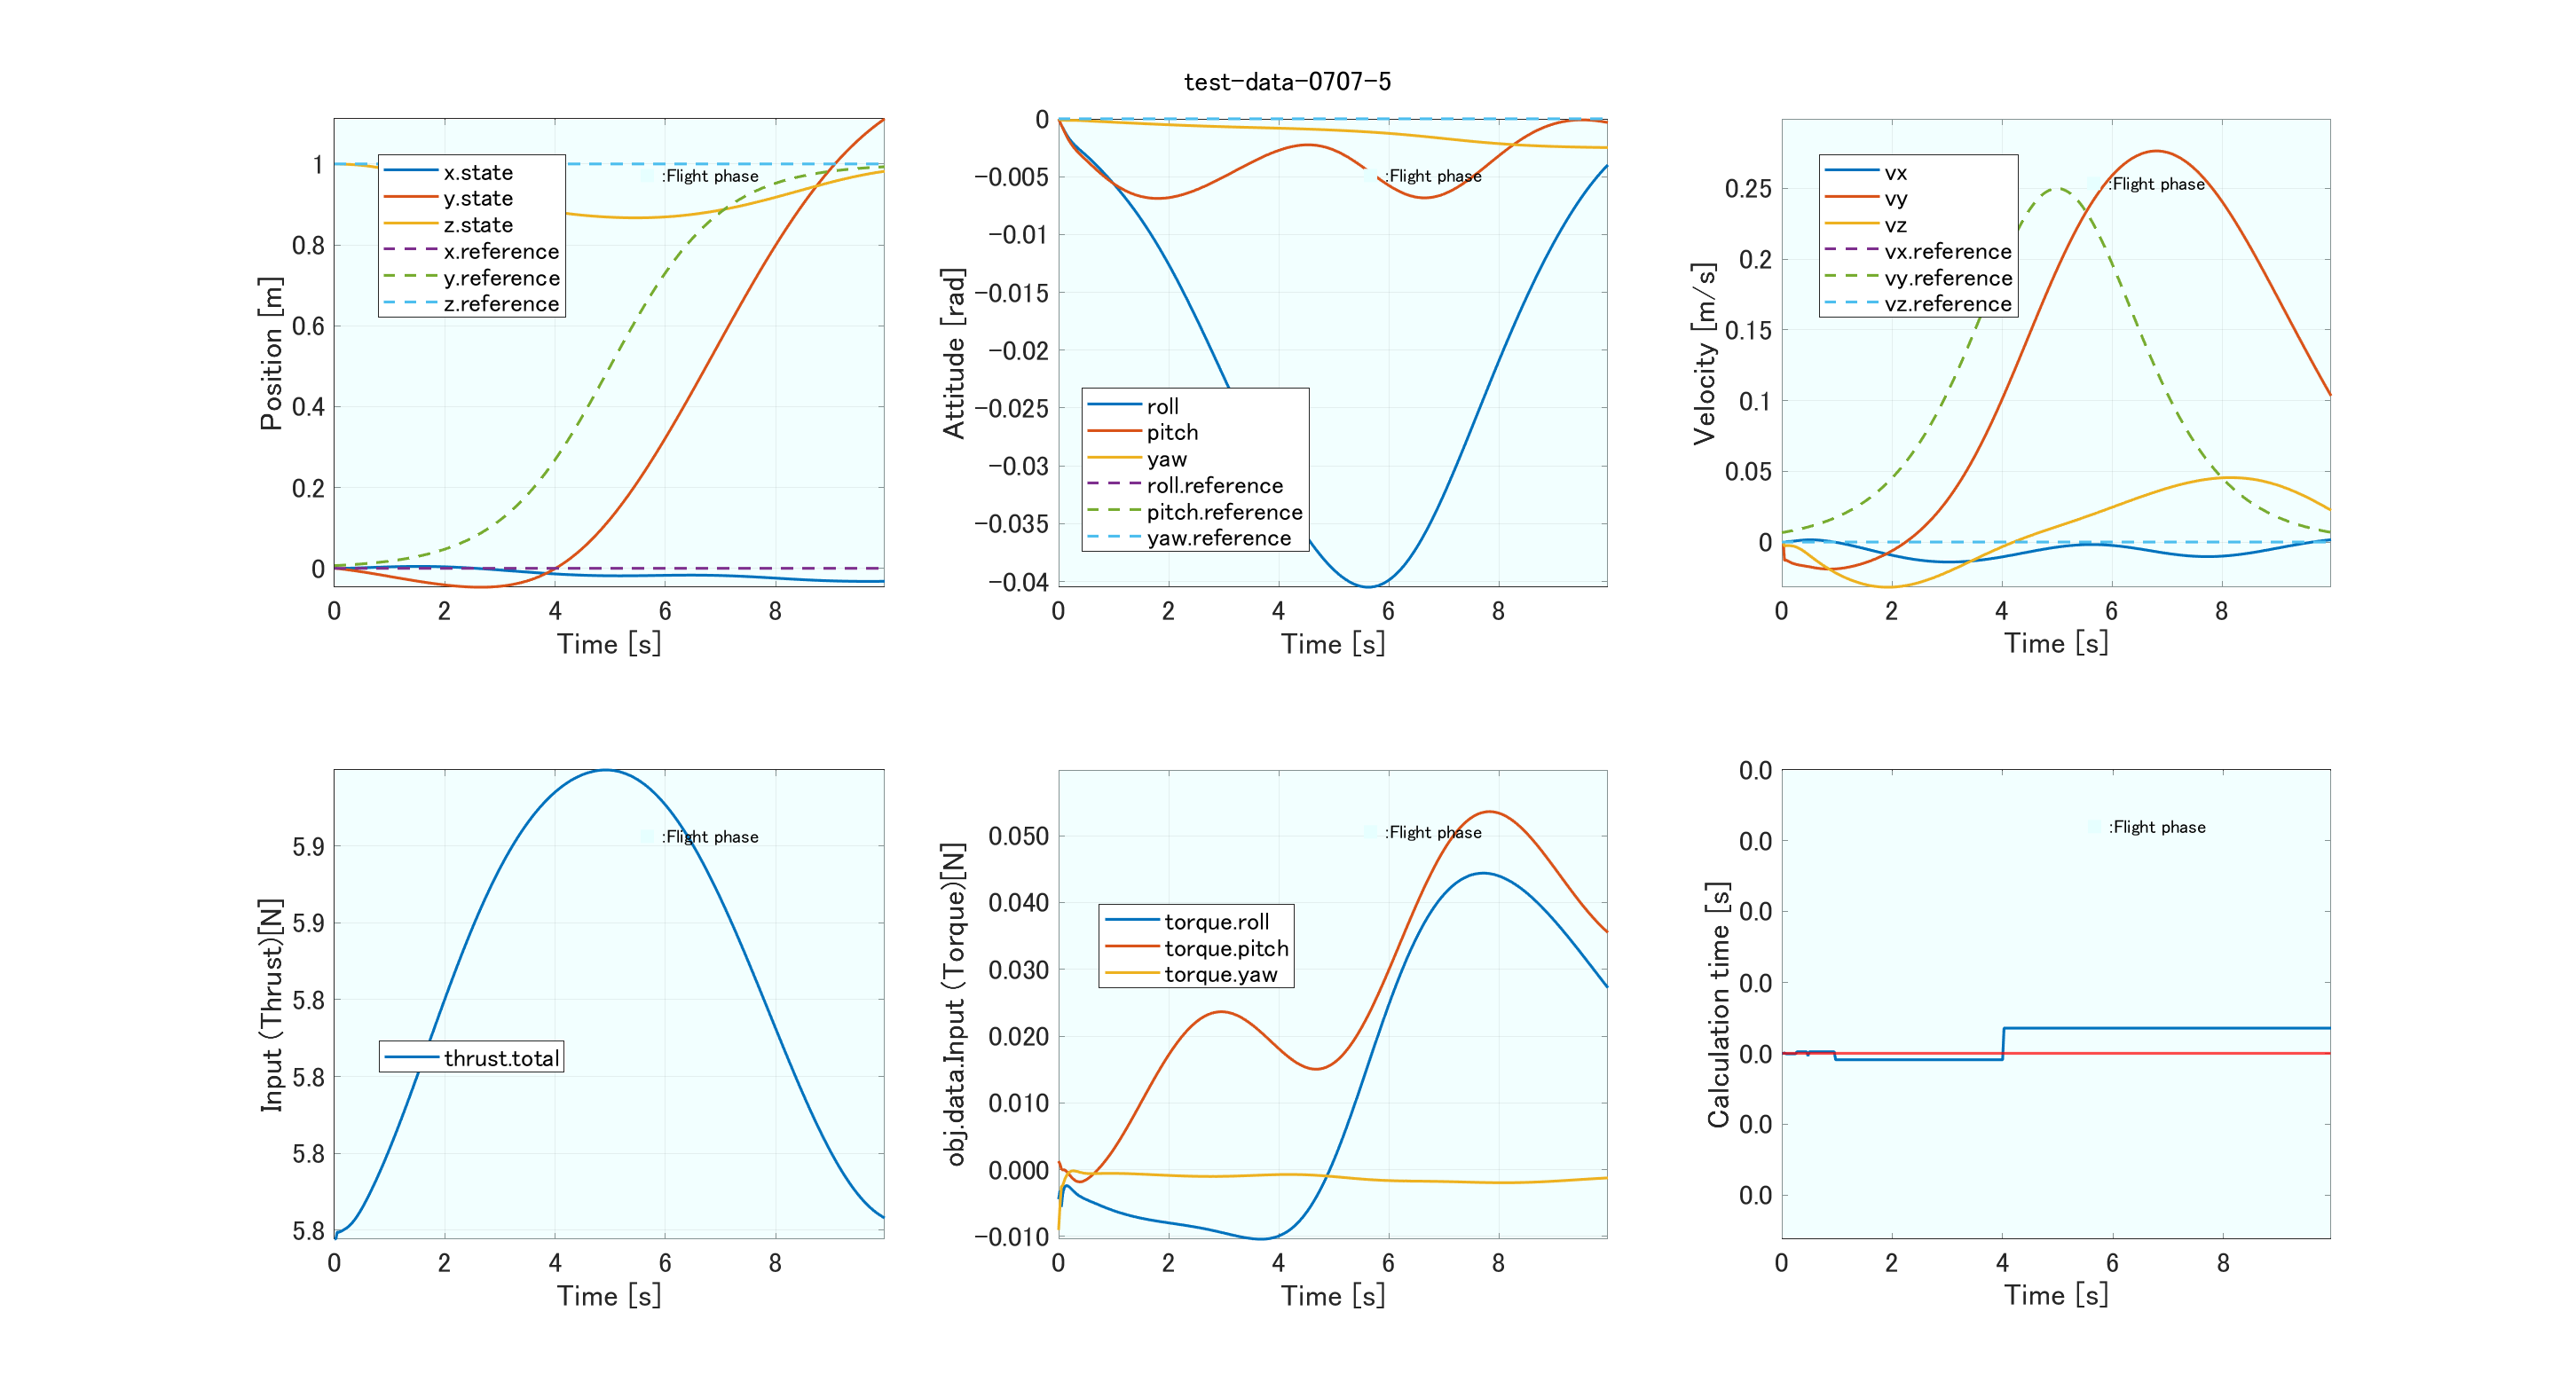 test-data-0707-5
Position [m]
1
0.8
0.6
0.4
0.2
0
x.state
y.state
z.state
x.reference
y.reference
z.reference
:Flight phase
0 2 4 6 8
Time [s]
Attitude [rad]
0
-0.005
-0.01
-0.015
-0.02
-0.025
-0.03
-0.035
-0.04
:Flight phase
roll
pitch
yaw
roll.reference
pitch.reference
yaw.reference
0 2 4 6 8
Time [s]
Velocity [m/s]
0.25
0.2
0.15
0.1
0.05
0
vx
vy
vz
vx.reference
vy.reference
vz.reference
:Flight phase
0 2 4 6 8
Time [s]
Input (Thrust)[N]
5.9
5.9
5.8
5.8
5.8
5.8
:Flight phase
thrust.total
0 2 4 6 8
Time [s]
obj.data.Input (Torque)[N]
0.050
0.040
0.030
0.020
0.010
0.000
-0.010
:Flight phase
torque.roll
torque.pitch
torque.yaw
0 2 4 6 8
Time [s]
Calculation time [s]
0.0
0.0
0.0
0.0
0.0
0.0
0.0
:Flight phase
0 2 4 6 8
Time [s]